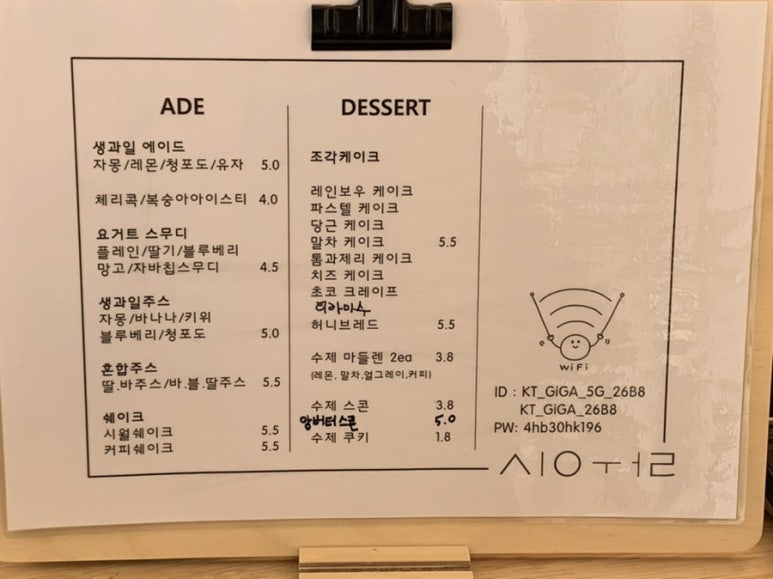 ADE
생과일 에이드
자몽/레몬/청포도/유자 5.0
체리콕/복숭아아이스티 4.0
요거트 스무디
플레인/딸기/블루베리
망고/자바칩스무디 4.5
생과일주스
자몽/바나나/키위
블루베리/청포도 5.0
혼합주스
딸.바주스/바.블.딸주스 5.5
쉐이크
시월쉐이크 5.5
커피쉐이크 5.5
DESSERT
조각케이크
레인보우 케이크
파스텔 케이크
당근 케이크
말차 케이크 5.5
톰과제리 케이크
치즈 케이크
초코 크레이프
티라미수
허니브레드 5.5
수제 마들렌 2ea 3.8
(레몬, 말차,얼그레이,커피)
수제 스콘 3.8
앙버터스콘 5.0
수제 쿠키 1.8
WiFi
ID : KT_GiGA_5G_26B8
KT_GiGA_26B8
PW: 4hb30hk196
시월